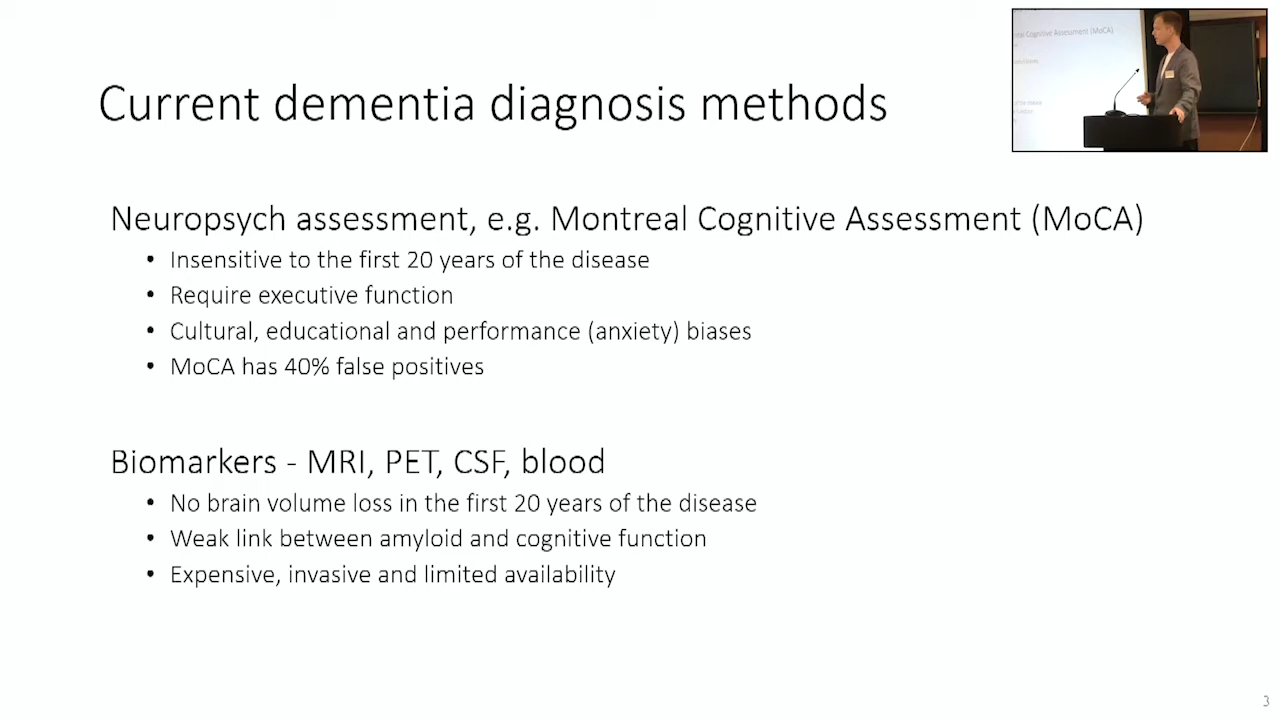 Current dementia diagnosis methods
Neuropsych assessment, e.g. Montreal Cognitive Assessment (MoCA)
• Insensitive to the first 20 years of the disease
• Require executive function
• Cultural, educational and performance (anxiety) biases
• MoCA has 40% false positives
Biomarkers - MRI, PET, CSF, blood
• No brain volume loss in the first 20 years of the disease
• Weak link between amyloid and cognitive function
• Expensive, invasive and limited availability
3
Cognitive Assessment (MoCA)